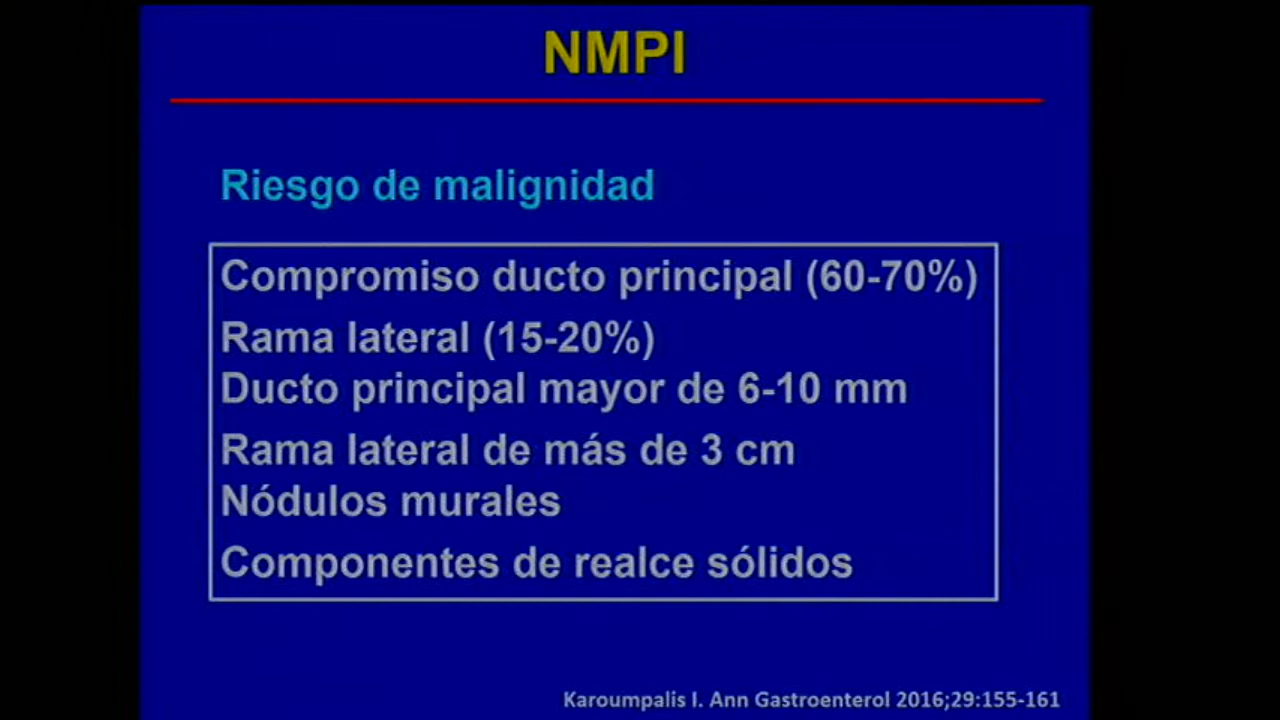 NMPI
Riesgo de malignidad
Compromiso ducto principal (60-70%)
Rama lateral (15-20%)
Ducto principal mayor de 6-10 mm
Rama lateral de más de 3 cm
Nódulos murales
Componentes de realce sólidos
Karoumpalis I. Ann Gastroenterol 2016;29:155-161